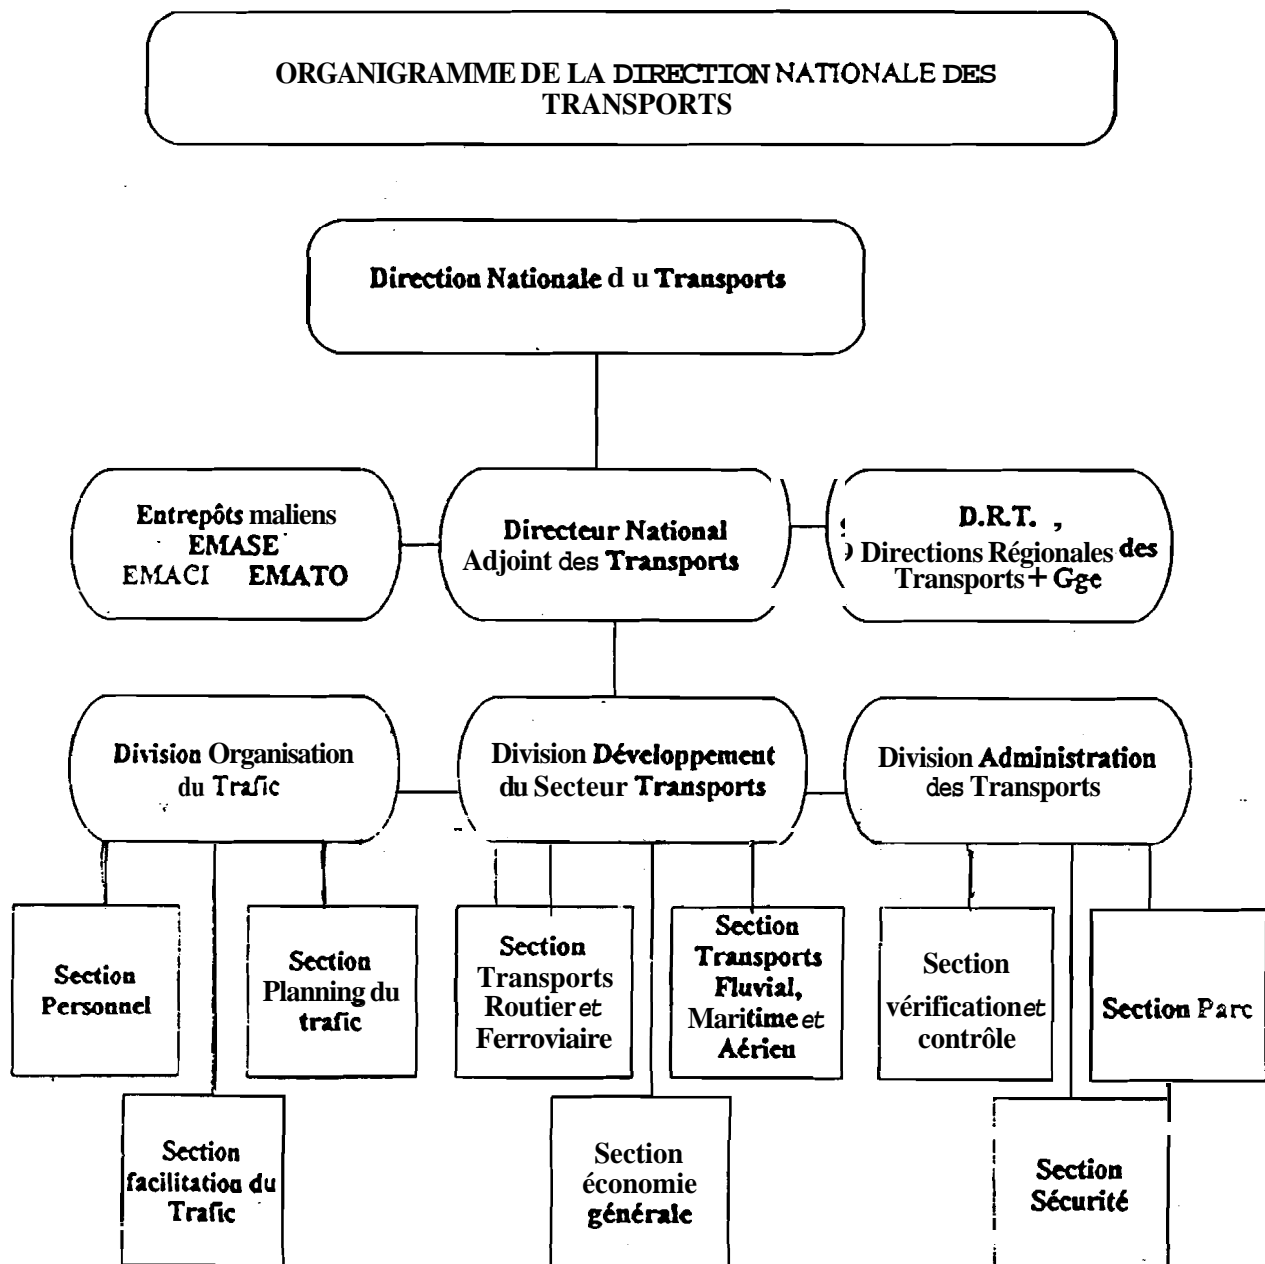 ORGANIGRAMME DE LA DIRECTION NATIONALE DES
TRANSPORTS
Direction Nationale d u Transports
Entrepôts maliens
EMASE
EMACI EMATO
Directeur National
Adjoint des Transports
D.R.T. ,
Directions Régionales des
Transports + Gge
Division Organisation
du Trafic
Division Développement
du Secteur Transports
Division Administration
des Transports
Section
Personnel
Section
Planning du
trafic
Section
Transports
Routier et
Ferroviaire
Section
Transports
Fluvial,
Maritime et
Aérien
Section
vérification et
contrôle
Section Parc
Section
facilitation du
Trafic
Section
économie
générale
Section
Sécurité